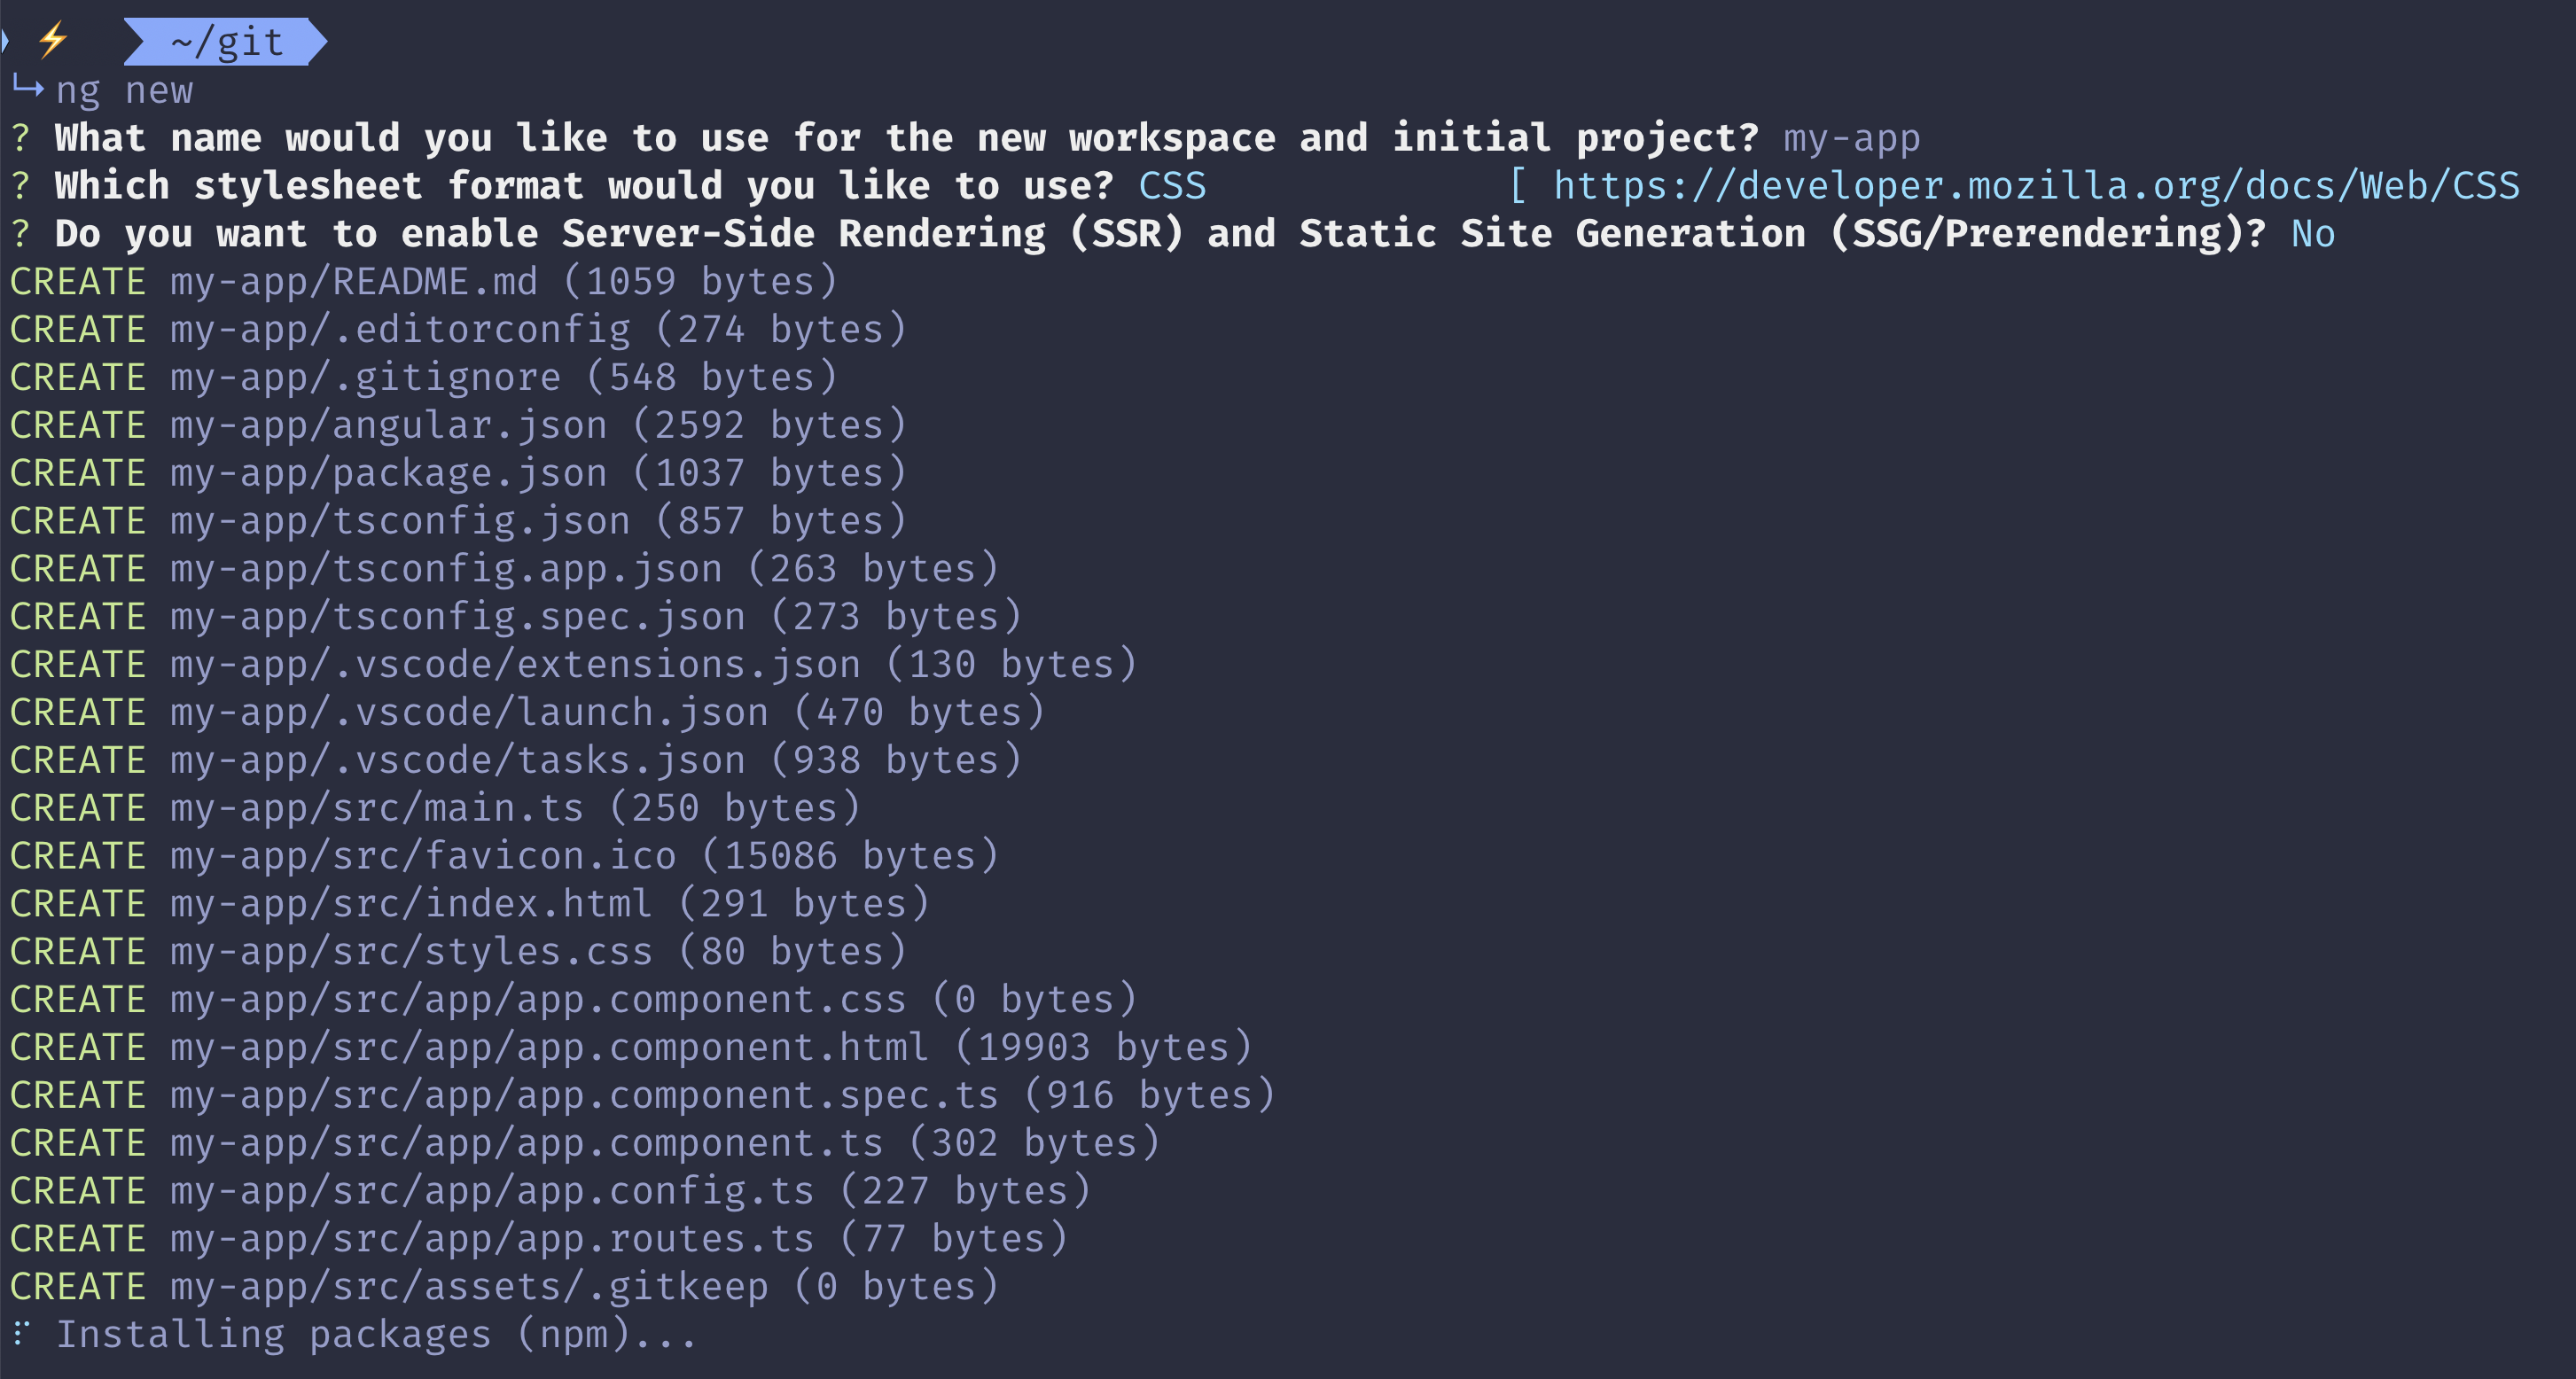 ⚡ ~/git
↳ ng new
? What name would you like to use for the new workspace and initial project? my-app
? Which stylesheet format would you like to use? CSS [ https://developer.mozilla.org/docs/Web/CSS
? Do you want to enable Server-Side Rendering (SSR) and Static Site Generation (SSG/Prerendering)? No
CREATE my-app/README.md (1059 bytes)
CREATE my-app/.editorconfig (274 bytes)
CREATE my-app/.gitignore (548 bytes)
CREATE my-app/angular.json (2592 bytes)
CREATE my-app/package.json (1037 bytes)
CREATE my-app/tsconfig.json (857 bytes)
CREATE my-app/tsconfig.app.json (263 bytes)
CREATE my-app/tsconfig.spec.json (273 bytes)
CREATE my-app/.vscode/extensions.json (130 bytes)
CREATE my-app/.vscode/launch.json (470 bytes)
CREATE my-app/.vscode/tasks.json (938 bytes)
CREATE my-app/src/main.ts (250 bytes)
CREATE my-app/src/favicon.ico (15086 bytes)
CREATE my-app/src/index.html (291 bytes)
CREATE my-app/src/styles.css (80 bytes)
CREATE my-app/src/app/app.component.css (0 bytes)
CREATE my-app/src/app/app.component.html (19903 bytes)
CREATE my-app/src/app/app.component.spec.ts (916 bytes)
CREATE my-app/src/app/app.component.ts (302 bytes)
CREATE my-app/src/app/app.config.ts (227 bytes)
CREATE my-app/src/app/app.routes.ts (77 bytes)
CREATE my-app/src/assets/.gitkeep (0 bytes)
⠏ Installing packages (npm)...